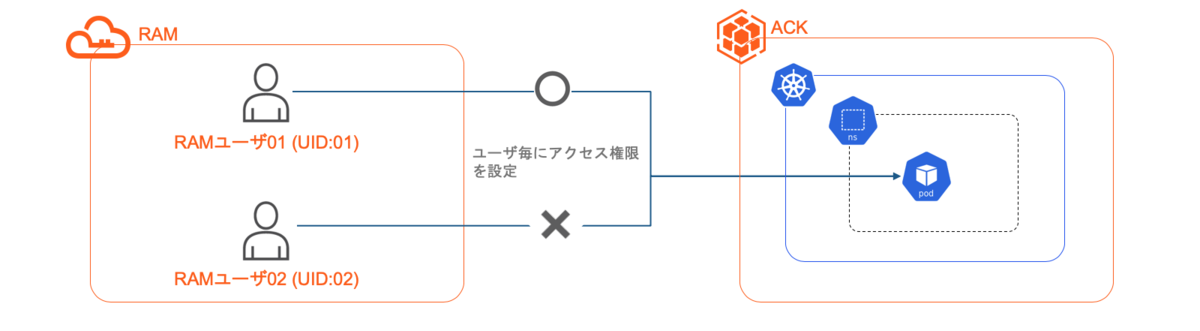 RAM
ACK
RAMユーザ01 (UID:01)
ユーザ毎にアクセス権限
を設定
ns
pod
RAMユーザ02 (UID:02)